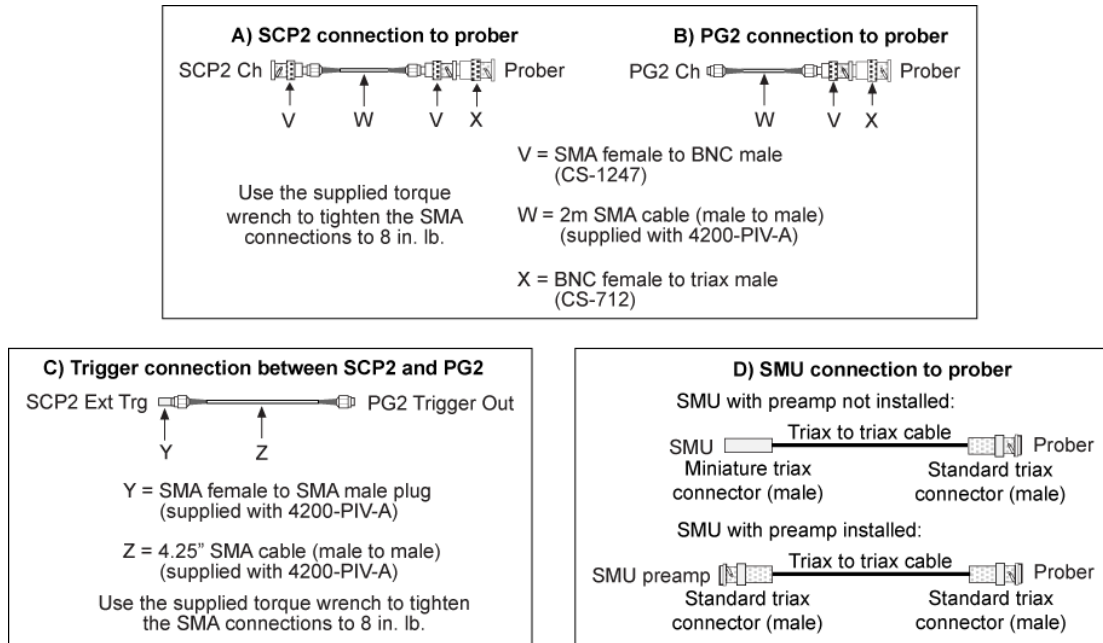 A) SCP2 connection to prober
SCP2 Ch
Prober
V
W
V
X
B) PG2 connection to prober
PG2 Ch
Prober
W
V
X
Use the supplied torque
wrench to tighten the SMA
connections to 8 in. lb.
V = SMA female to BNC male
(CS-1247)
W = 2m SMA cable (male to male)
(supplied with 4200-PIV-A)
X = BNC female to triax male
(CS-712)
C) Trigger connection between SCP2 and PG2
SCP2 Ext Trg
PG2 Trigger Out
Y
Z
Y = SMA female to SMA male plug
(supplied with 4200-PIV-A)
Z = 4.25” SMA cable (male to male)
(supplied with 4200-PIV-A)
Use the supplied torque wrench to tighten
the SMA connections to 8 in. lb.
D) SMU connection to prober
SMU with preamp not installed:
Triax to triax cable
SMU
Prober
Miniature triax
connector (male)
Standard triax
connector (male)
SMU with preamp installed:
Triax to triax cable
SMU preamp
Prober
Standard triax
connector (male)
Standard triax
connector (male)